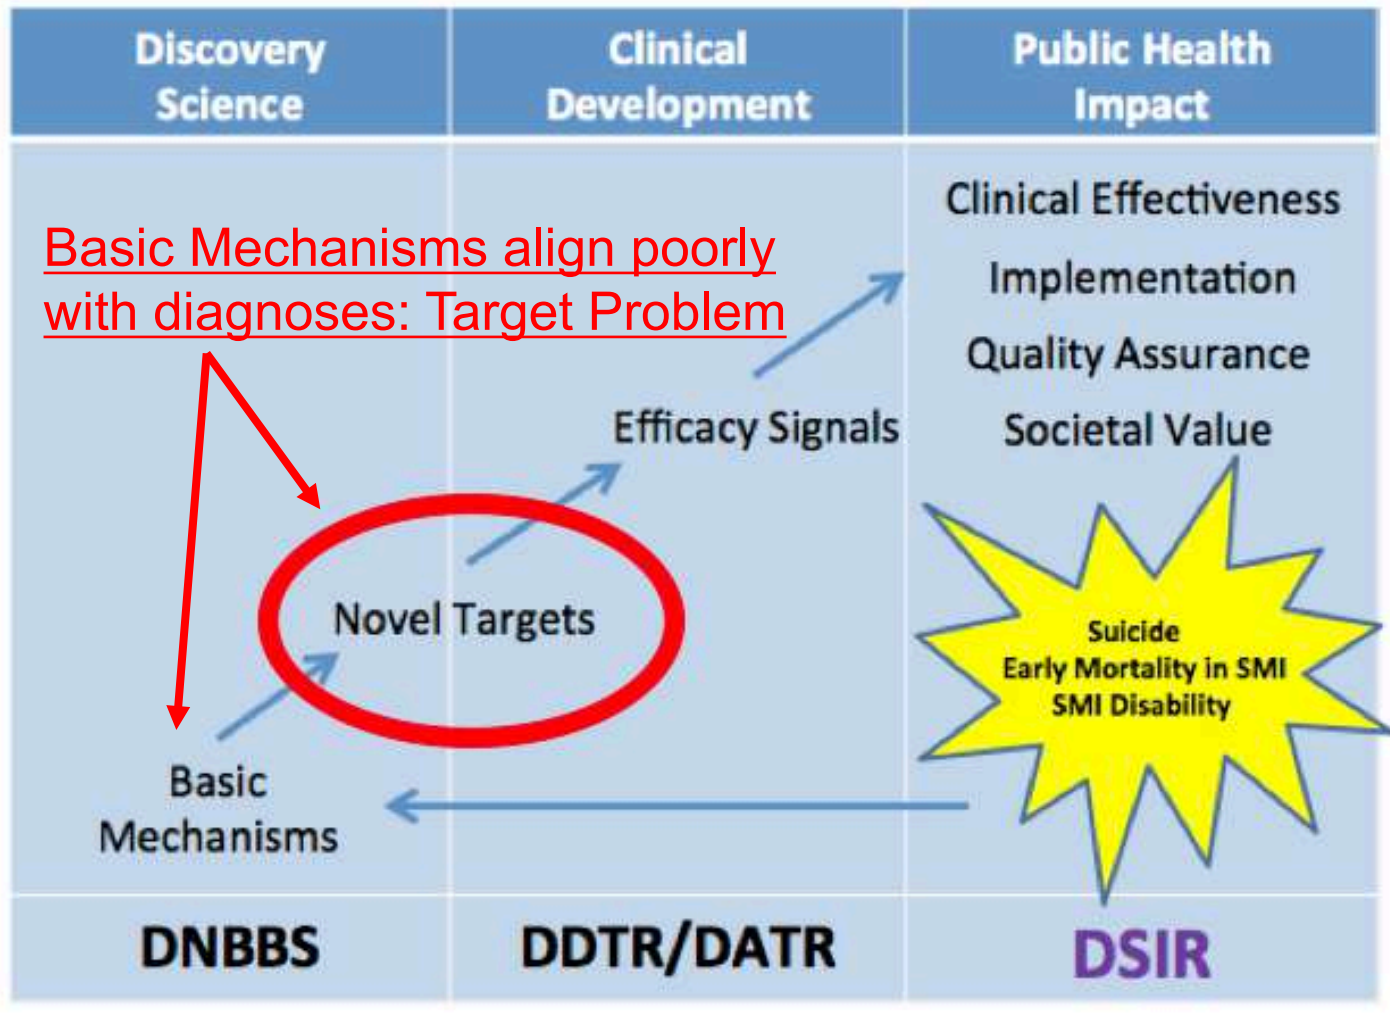 Discovery
Science
Clinical
Development
Public Health
Impact
Basic Mechanisms align poorly
with diagnoses: Target Problem
Clinical Effectiveness
Implementation
Quality Assurance
Societal Value
Efficacy Signals
Novel Targets
Basic
Mechanisms
Suicide
Early Mortality in SMI
SMI Disability
DNBBS
DDTR/DATR
DSIR